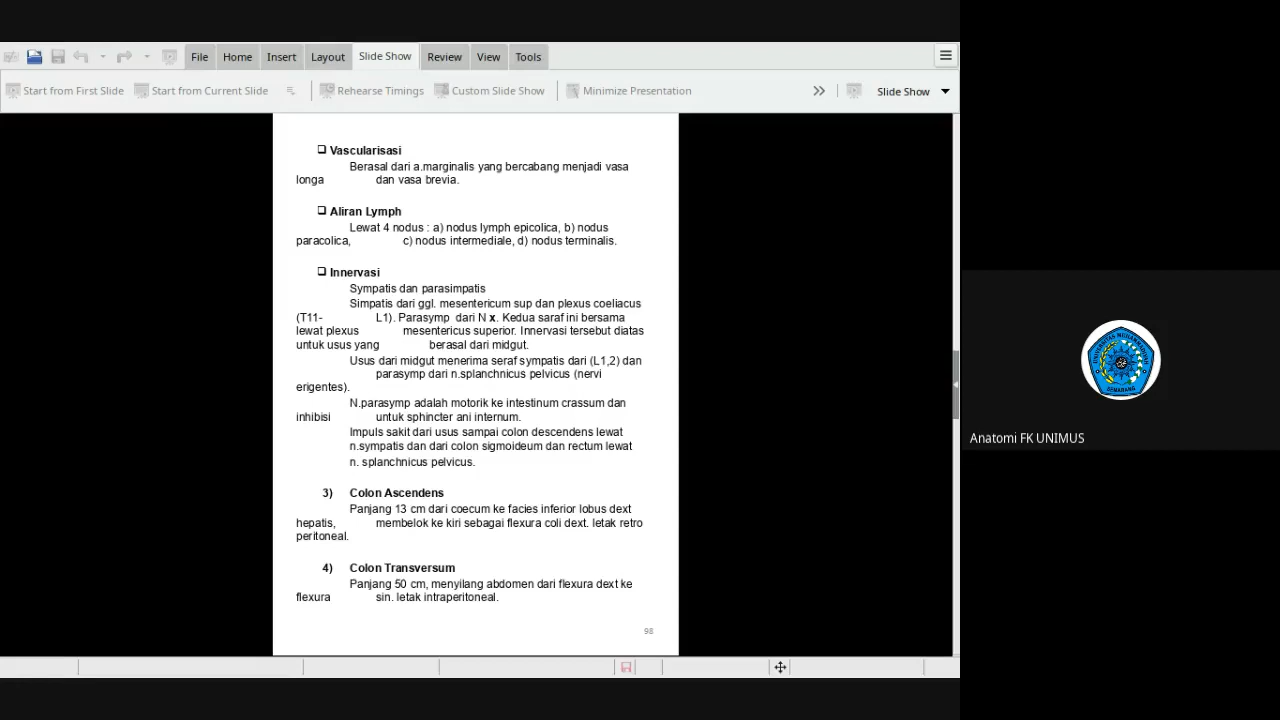 File Home Insert Layout Slide Show Review View Tools
Start from First Slide Start from Current Slide Rehearse Timings Custom Slide Show Minimize Presentation Slide Show
Vascularisasi
Berasal dari a.marginalis yang bercabang menjadi vasa
longa dan vasa brevia.
Aliran Lymph
Lewat 4 nodus : a) nodus lymph epicolica, b) nodus
paracolica, c) nodus intermediale, d) nodus terminalis.
Innervasi
Sympatis dan parasimpatis
Simpatis dari ggl. mesentericum sup dan plexus coeliacus
(T11- L1). Parasymp dari N x. Kedua saraf ini bersama
lewat plexus mesentericus superior. Innervasi tersebut diatas
untuk usus yang berasal dari midgut.
Usus dari midgut menerima seraf sympatis dari (L1,2) dan
parasymp dari n.splanchnicus pelvicus (nervi
erigentes).
N.parasymp adalah motorik ke intestinum crassum dan
inhibisi untuk sphincter ani internum.
Impuls sakit dari usus sampai colon descendens lewat
n.sympatis dan dari colon sigmoideum dan rectum lewat
n. splanchnicus pelvicus.
3) Colon Ascendens
Panjang 13 cm dari coecum ke facies inferior lobus dext
hepatis, membelok ke kiri sebagai flexura coli dext. letak retro
peritoneal.
4) Colon Transversum
Panjang 50 cm, menyilang abdomen dari flexura dext ke
flexura sin. letak intraperitoneal.
98
Anatomi FK UNIMUS